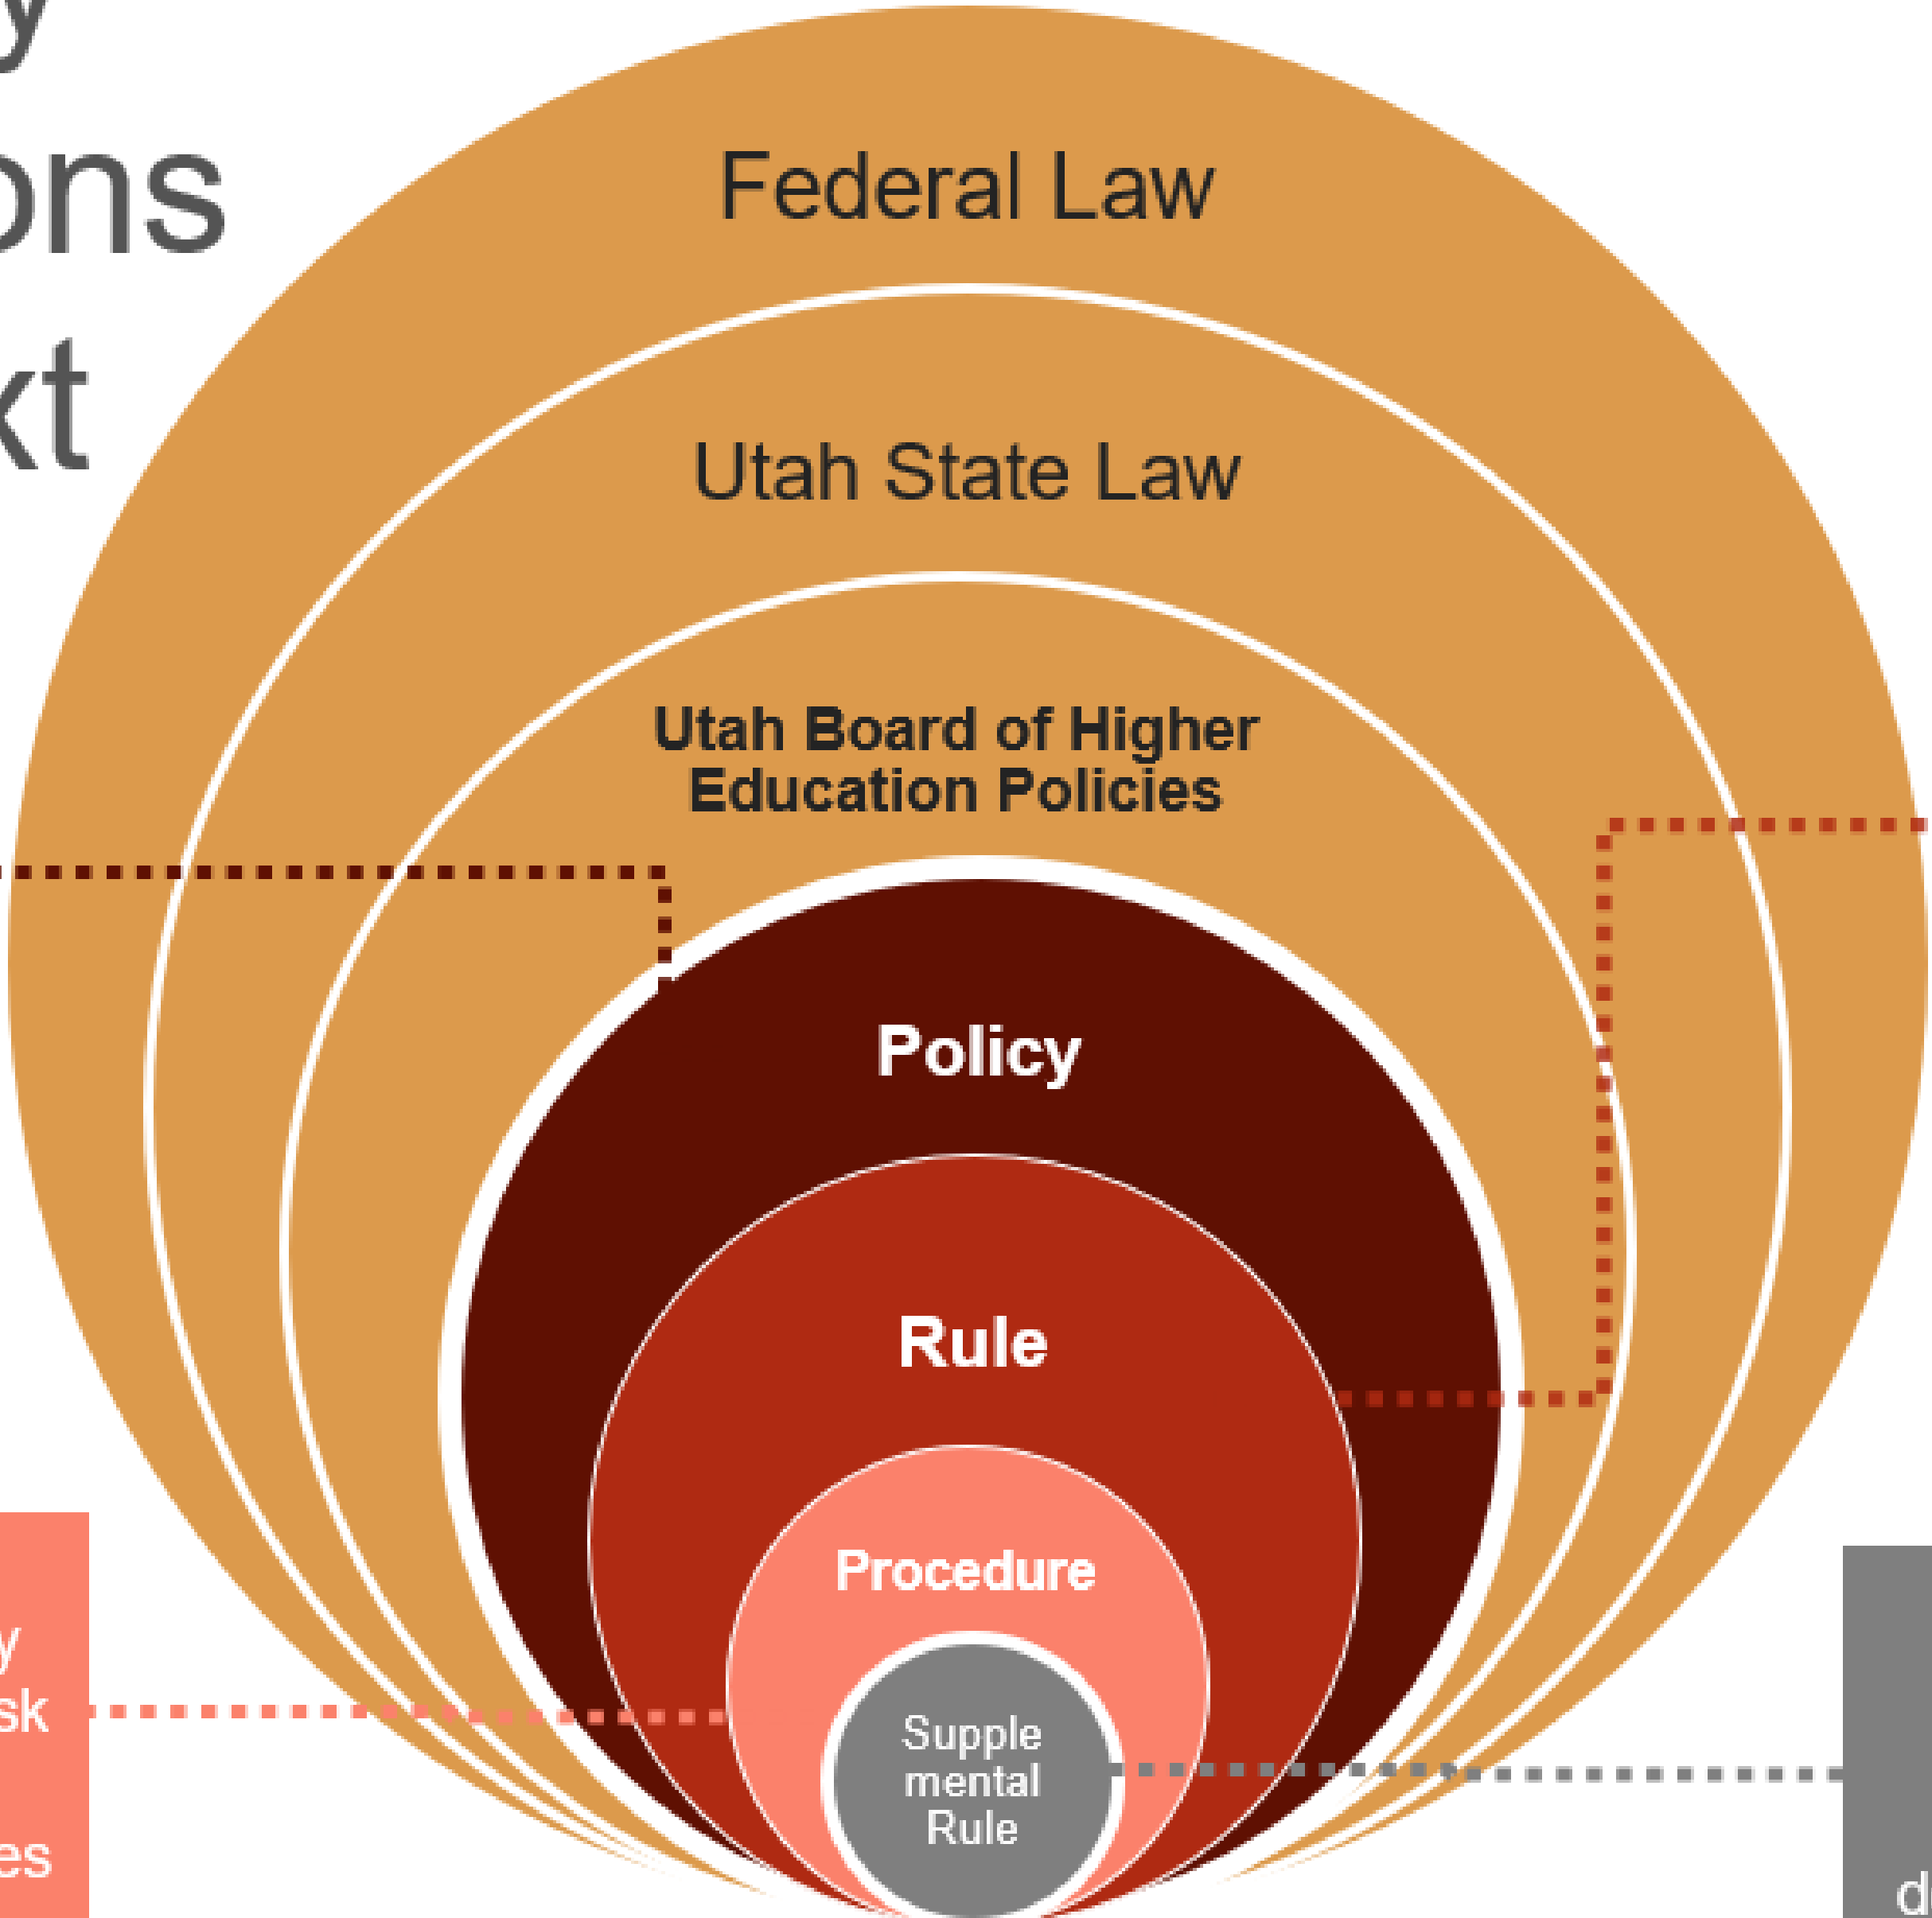 Federal Law
Utah State Law
Utah Board of Higher
Education Policies
Policy
Rule
Procedure
Supple
mental
Rule